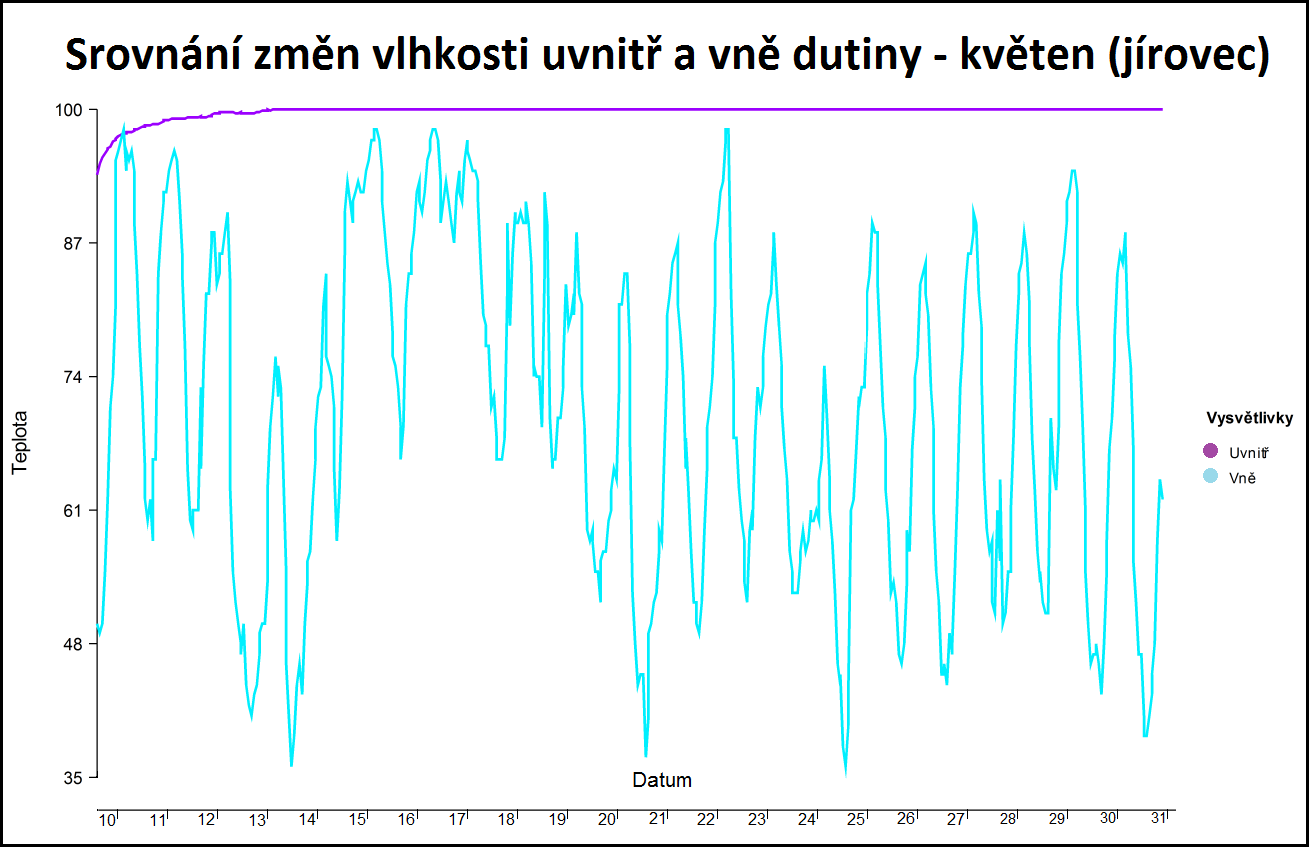 Srovnání změn vlhkosti uvnitř a vně dutiny - květen (jírovec)
100
87
74
61
48
35
Teplota
Vysvětlivky
Uvnitř
Vně
Datum
10 11 12 13 14 15 16 17 18 19 20 21 22 23 24 25 26 27 28 29 30 31